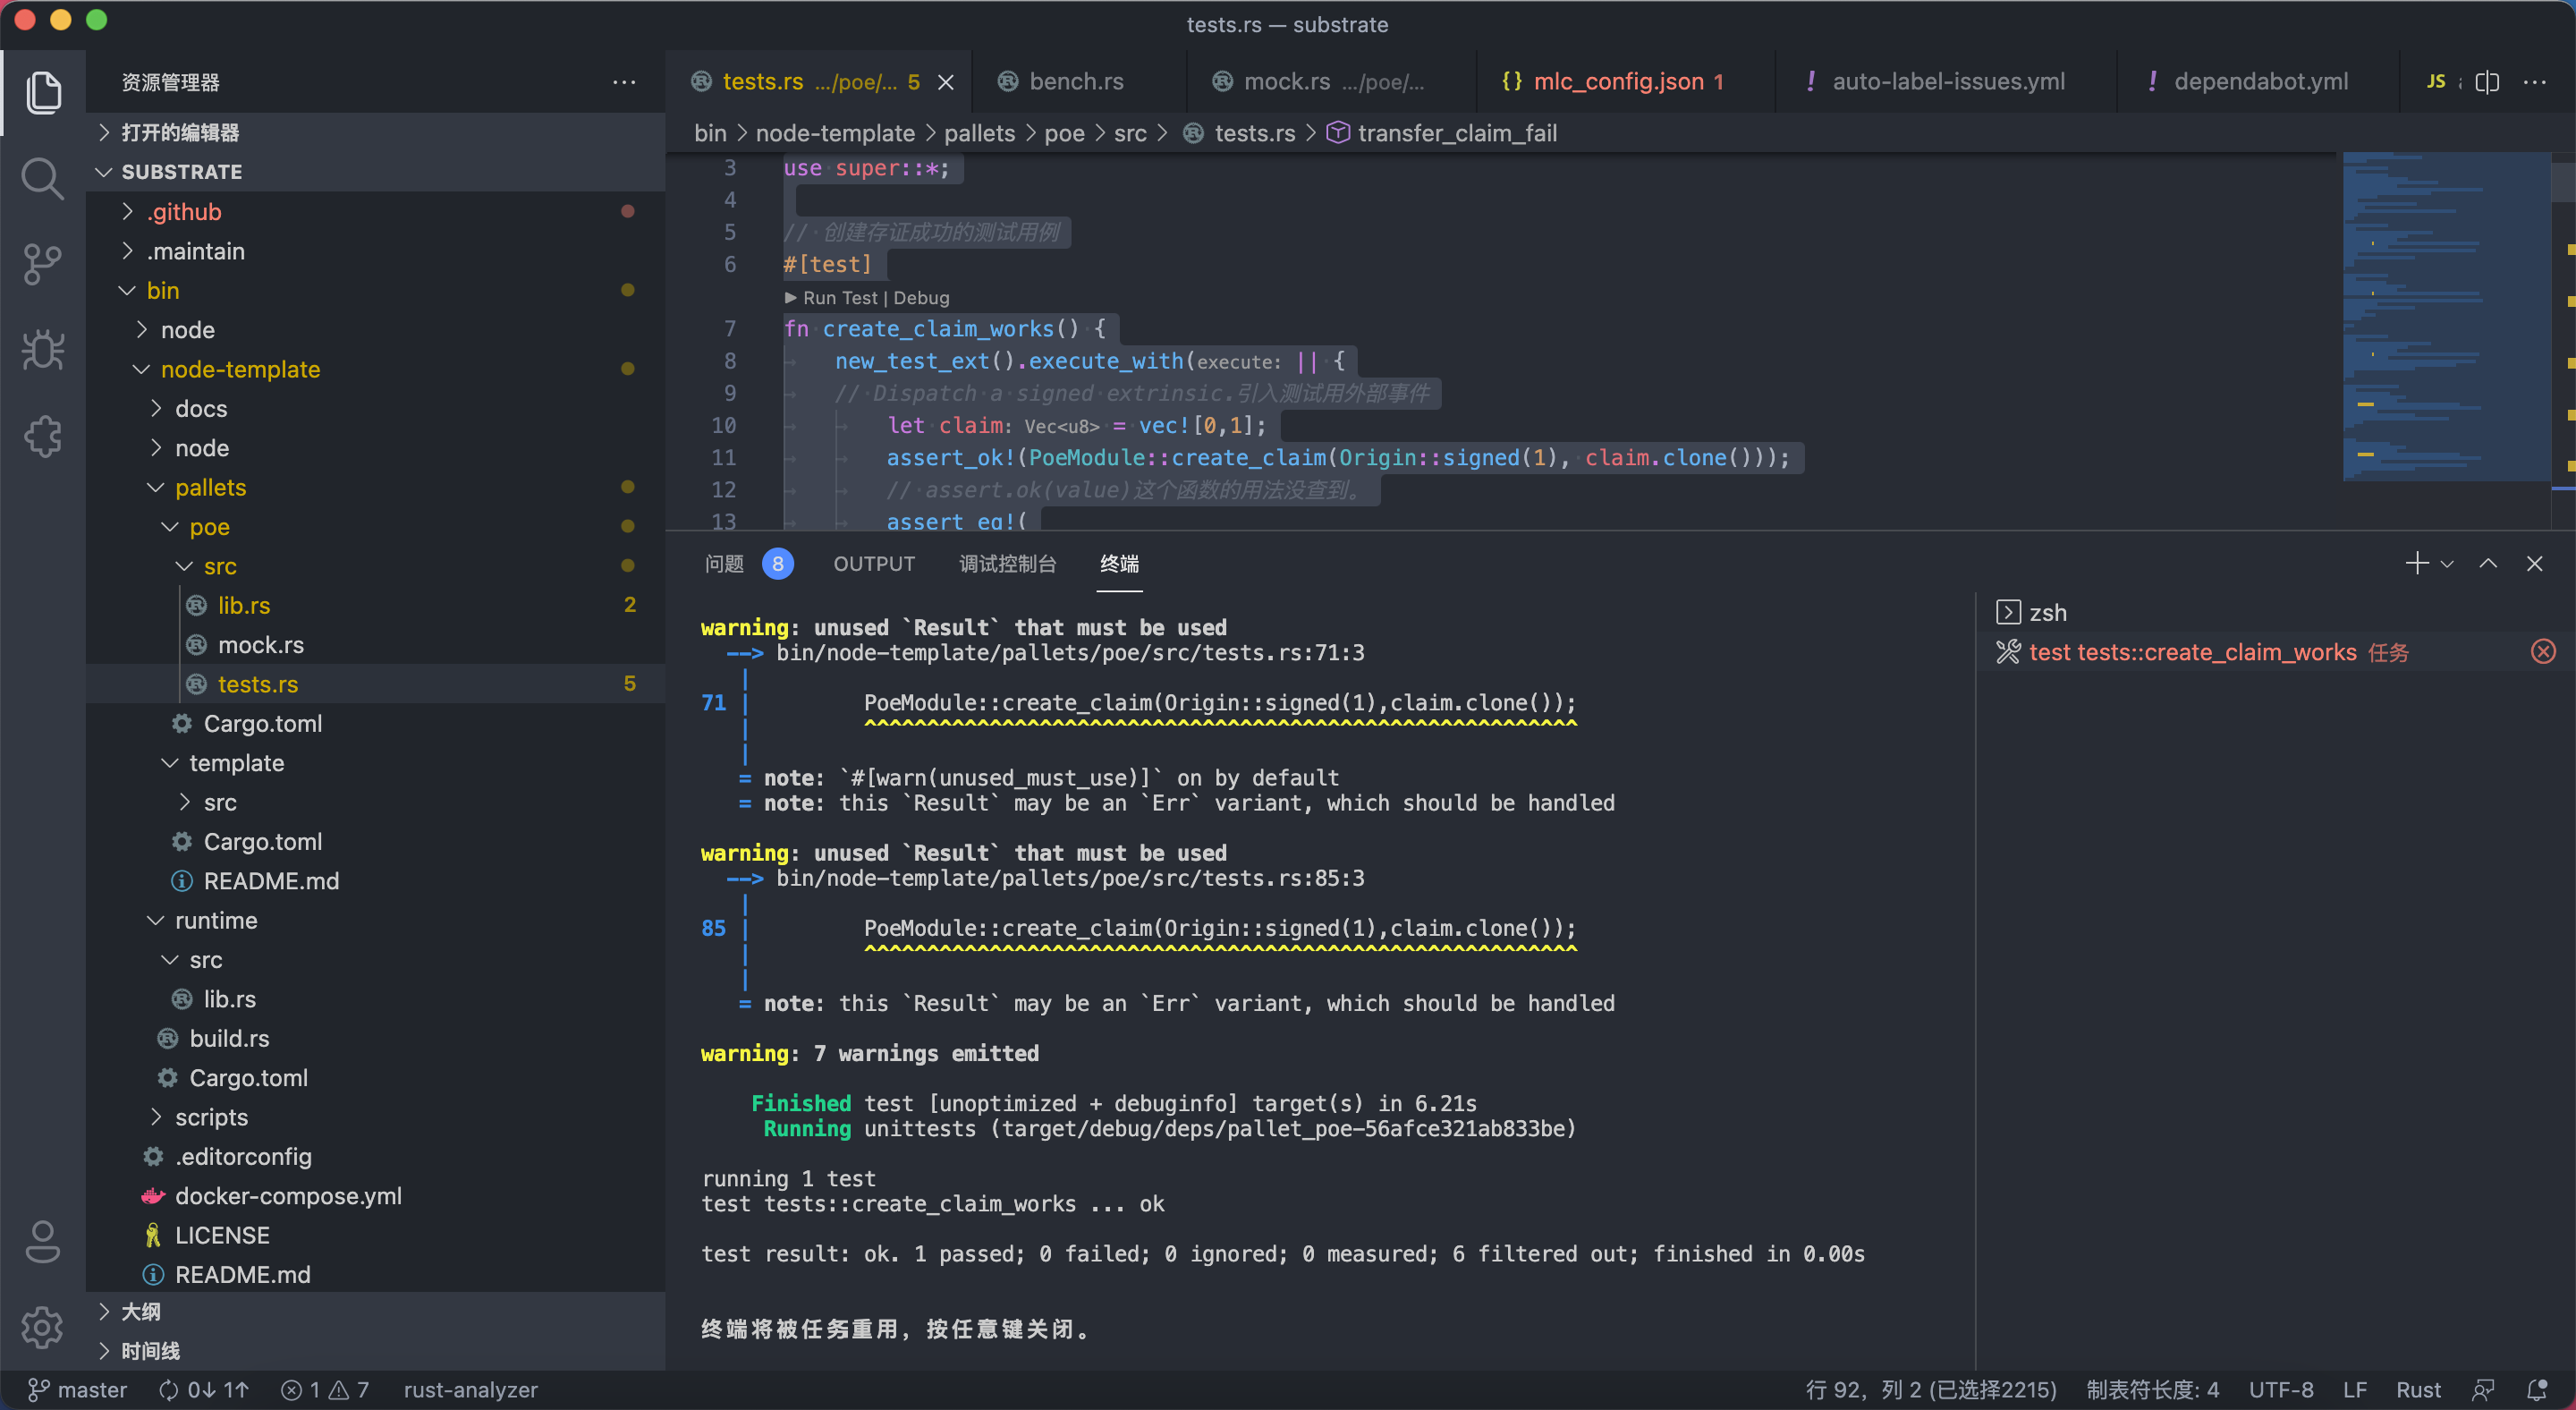 tests.rs — substrate
资源管理器
打开的编辑器
SUBSTRATE
.github
.maintain
bin
node
node-template
docs
node
pallets
poe
src
lib.rs 2
mock.rs
tests.rs 5
Cargo.toml
template
src
Cargo.toml
README.md
runtime
src
lib.rs
build.rs
Cargo.toml
scripts
.editorconfig
docker-compose.yml
LICENSE
README.md
大纲
时间线
tests.rs .../poe/... 5
bench.rs
mock.rs .../poe/...
{} mlc_config.json 1
! auto-label-issues.yml
! dependabot.yml
JS
bin > node-template > pallets > poe > src > tests.rs > transfer_claim_fail
3 use super::*;
4
5 // 创建存证成功的测试用例
6 #[test]
Run Test | Debug
7 fn create_claim_works() {
8 new_test_ext().execute_with(execute: || {
9 // Dispatch a signed extrinsic.引入测试用外部事件
10 let claim: Vec<u8> = vec![0,1];
11 assert_ok!(PoeModule::create_claim(Origin::signed(1), claim.clone()));
12 // assert.ok(value)这个函数的用法没查到。
13 assert_eq!(
问题 8 OUTPUT 调试控制台 终端
warning: unused `Result` that must be used
--> bin/node-template/pallets/poe/src/tests.rs:71:3
|
71 | PoeModule::create_claim(Origin::signed(1),claim.clone());
| ^^^^^^^^^^^^^^^^^^^^^^^^^^^^^^^^^^^^^^^^^^^^^^^^^^^^^^^^^
|
= note: `#[warn(unused_must_use)]` on by default
= note: this `Result` may be an `Err` variant, which should be handled
warning: unused `Result` that must be used
--> bin/node-template/pallets/poe/src/tests.rs:85:3
|
85 | PoeModule::create_claim(Origin::signed(1),claim.clone());
| ^^^^^^^^^^^^^^^^^^^^^^^^^^^^^^^^^^^^^^^^^^^^^^^^^^^^^^^^^
|
= note: this `Result` may be an `Err` variant, which should be handled
warning: 7 warnings emitted
Finished test [unoptimized + debuginfo] target(s) in 6.21s
Running unittests (target/debug/deps/pallet_poe-56afce321ab833be)
running 1 test
test tests::create_claim_works ... ok
test result: ok. 1 passed; 0 failed; 0 ignored; 0 measured; 6 filtered out; finished in 0.00s
终端将被任务重用，按任意键关闭。
zsh
test tests::create_claim_works 任务
master 0↓ 1↑ 1 7 rust-analyzer
行 92，列 2 (已选择2215) 制表符长度: 4 UTF-8 LF Rust